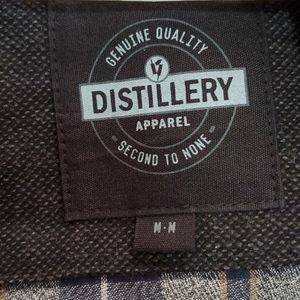 GENUINE QUALITY
DISTILLERY
APPAREL
– SECOND TO NONE –
M·M